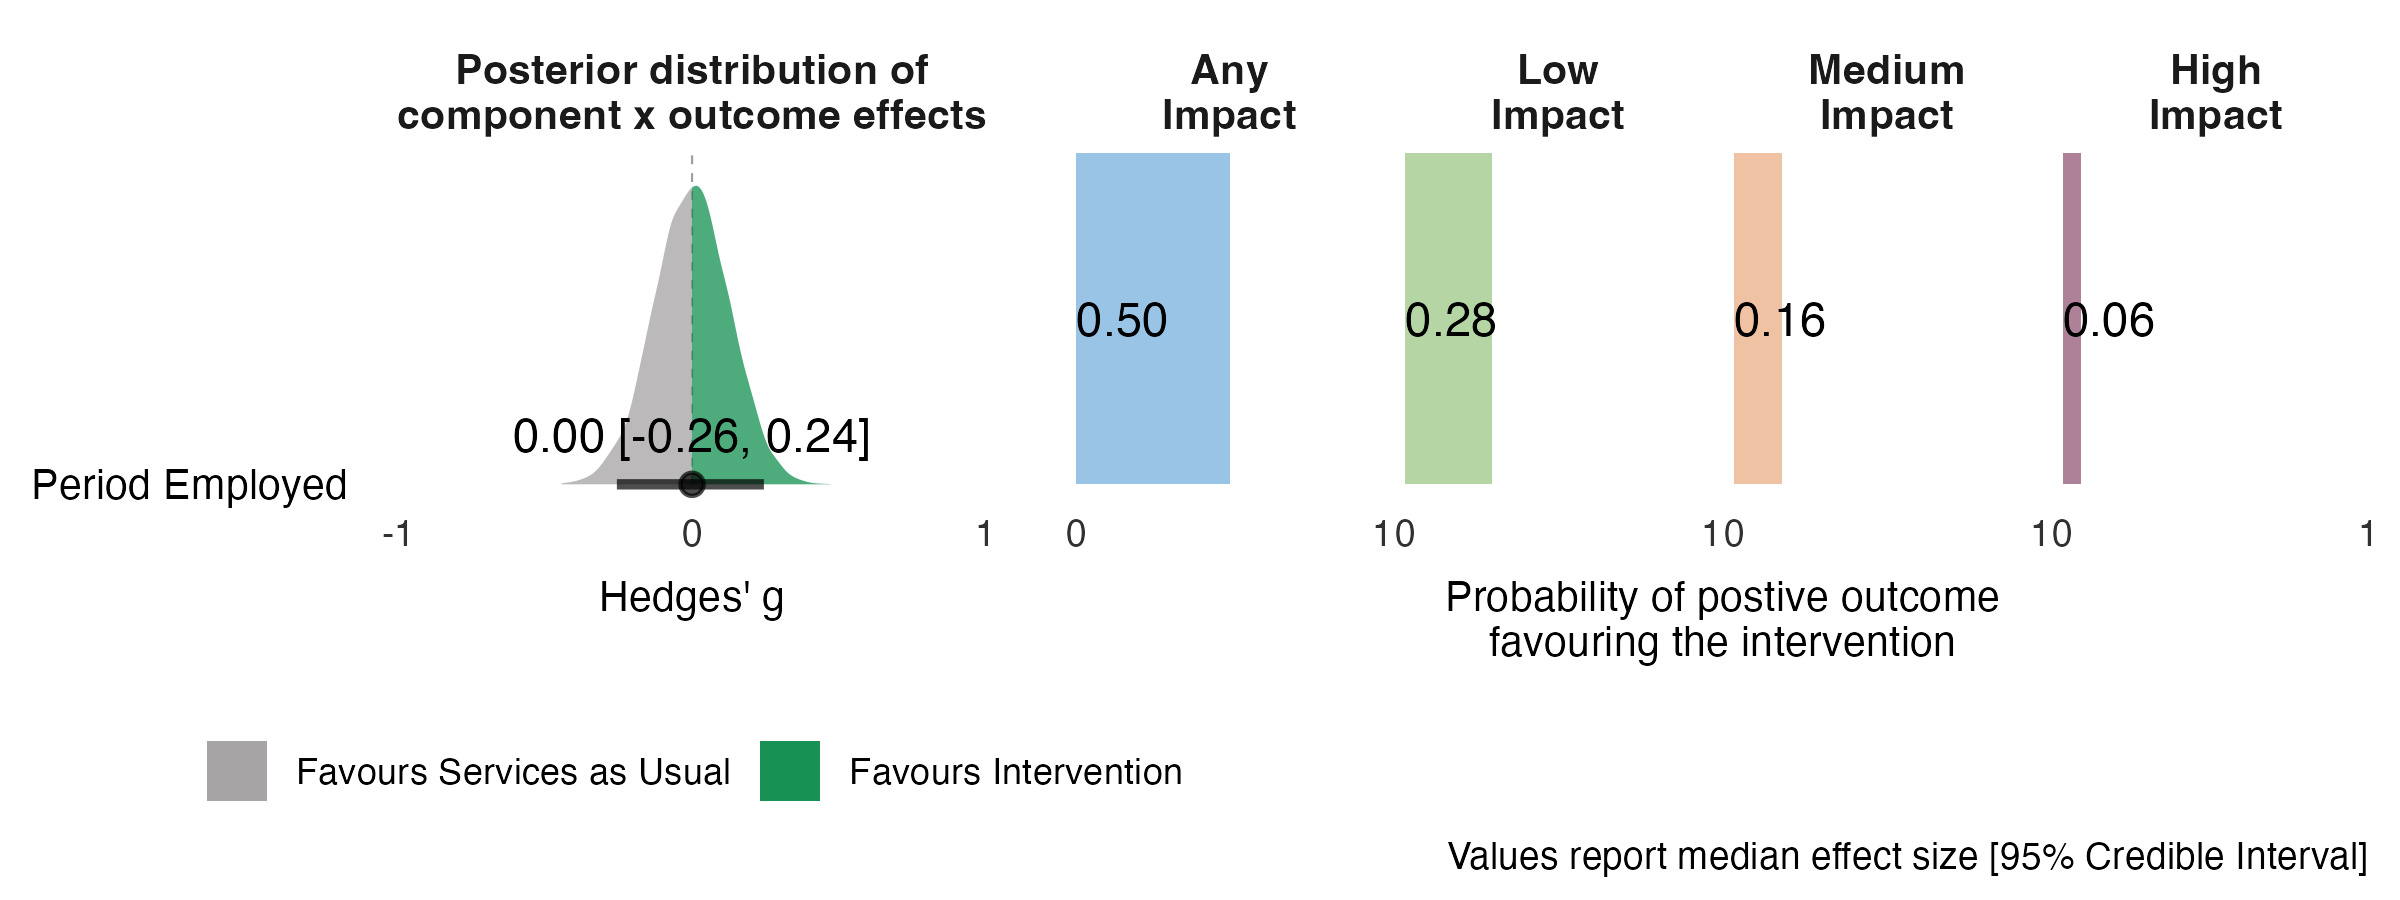 Posterior distribution of
component x outcome effects
Any
Impact
Low
Impact
Medium
Impact
High
Impact
0.50
0.28
0.16
0.06
0.00 [-0.26, 0.24]
Period Employed
-1 0 1 0 10 10 10 1
Hedges' g
Probability of postive outcome
favouring the intervention
Favours Services as Usual
Favours Intervention
Values report median effect size [95% Credible Interval]